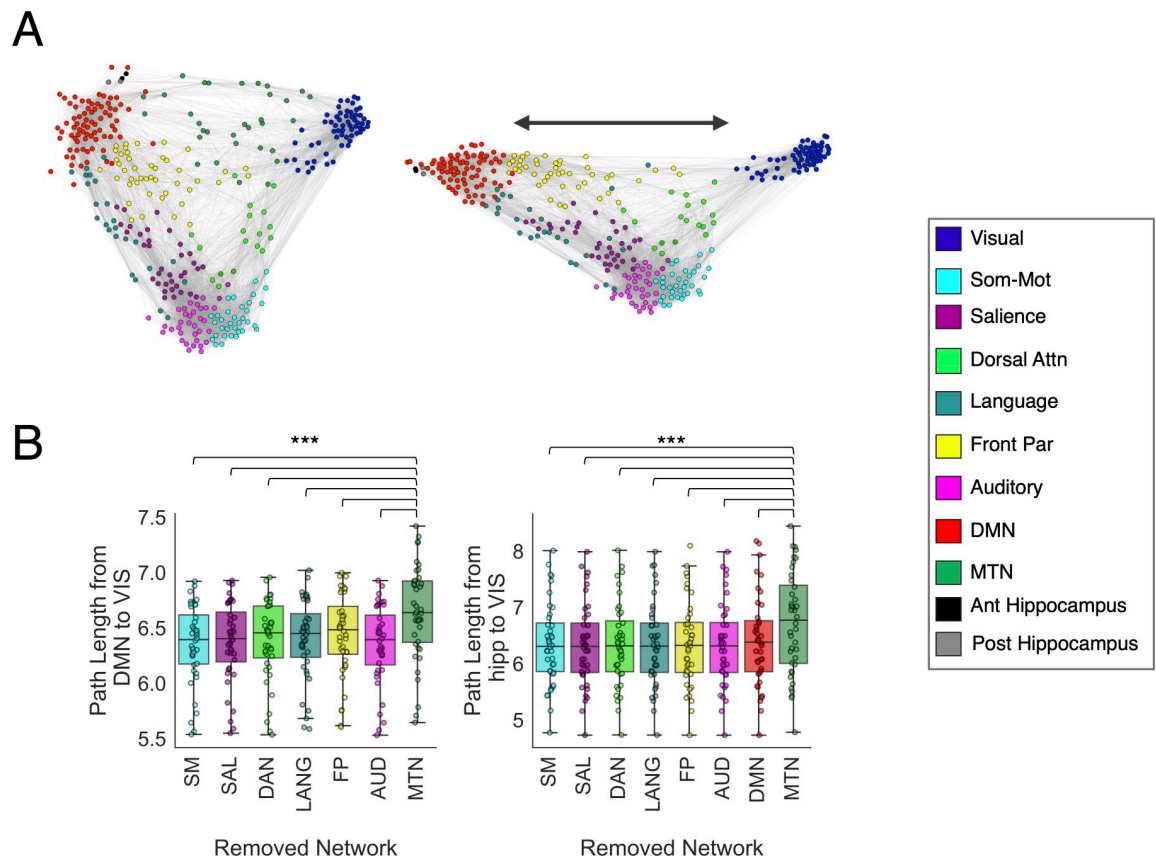 A
Visual
Som-Mot
Salience
Dorsal Attn
Language
Front Par
Auditory
DMN
MTN
Ant Hippocampus
Post Hippocampus
B
***
Path Length from
DMN to VIS
7.5
7.0
6.5
6.0
5.5
SM
SAL
DAN
LANG
FP
AUD
MTN
Removed Network
***
Path Length from
hipp to VIS
8
7
6
5
SM
SAL
DAN
LANG
FP
AUD
DMN
MTN
Removed Network